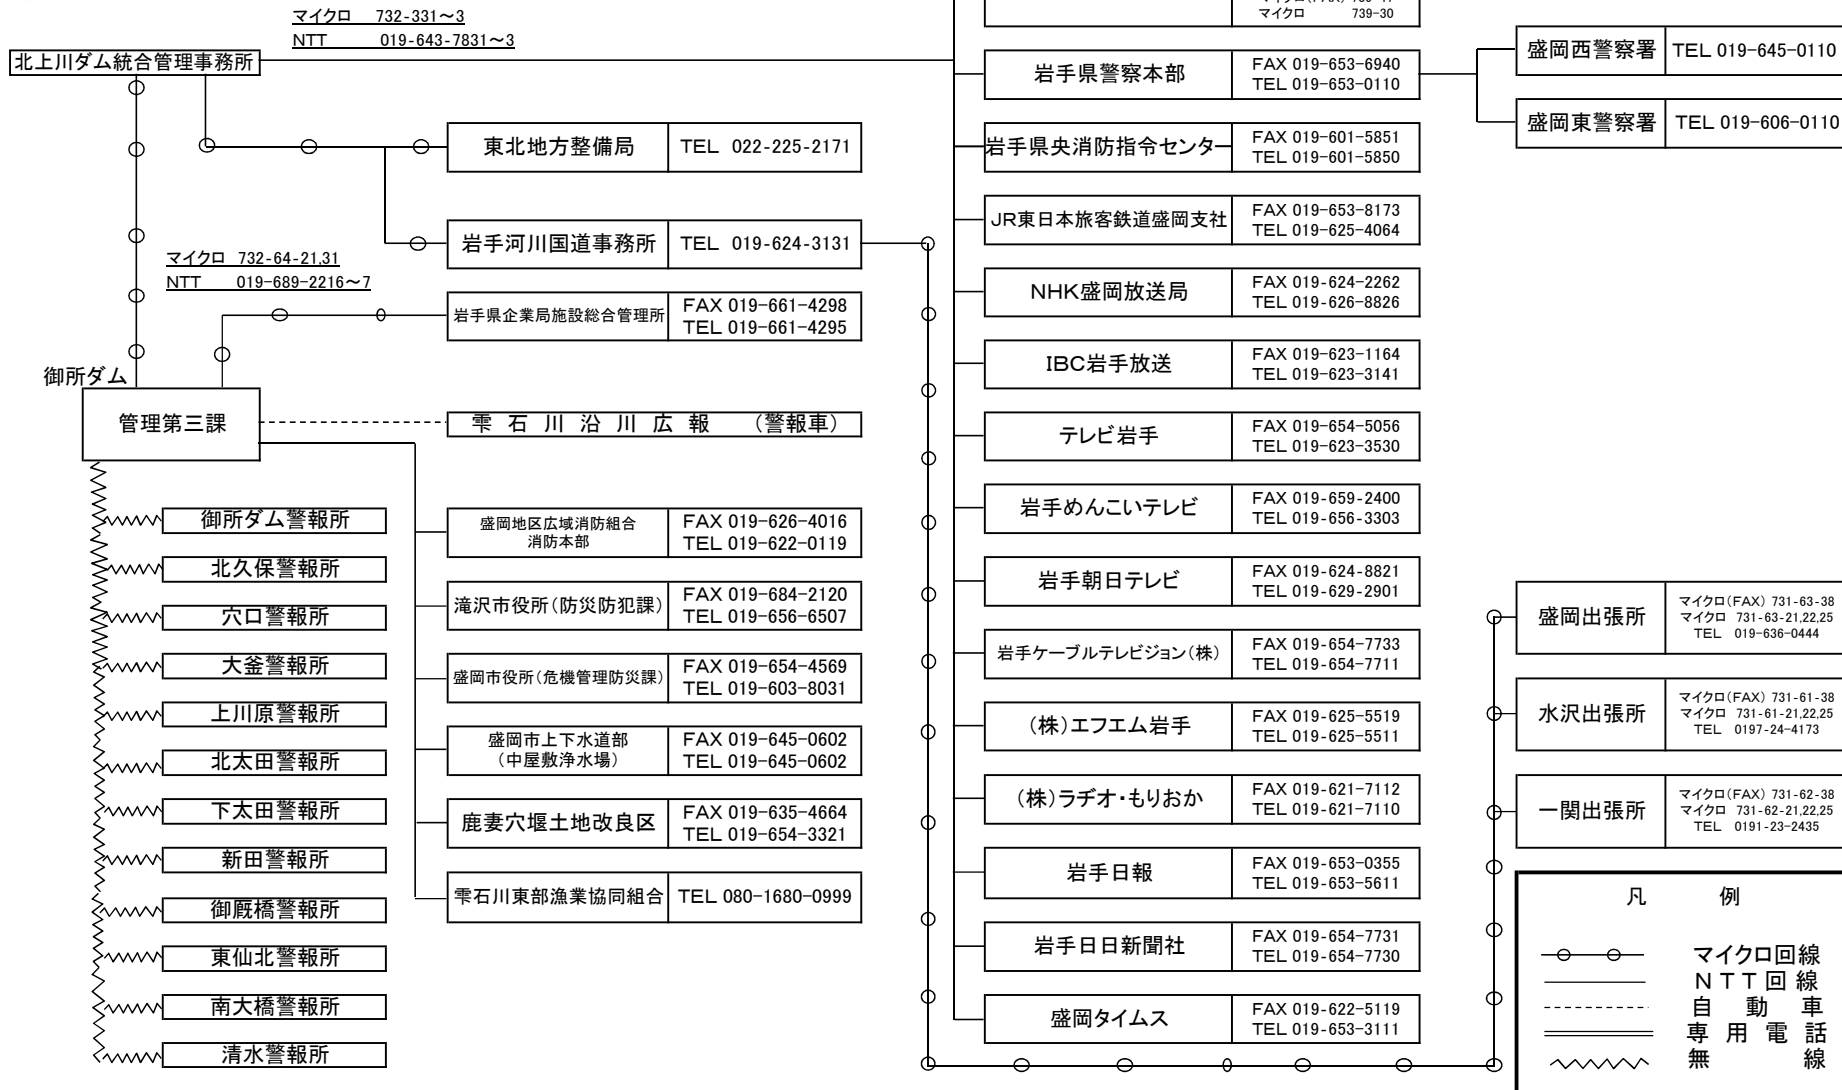 マイクロ 732-331～3
NTT 019-643-7831～3
北上川ダム統合管理事務所
東北地方整備局 TEL 022-225-2171
岩手河川国道事務所 TEL 019-624-3131
マイクロ 732-64-21,31
NTT 019-689-2216～7
岩手県企業局施設総合管理所 FAX 019-661-4298
TEL 019-661-4295
御所ダム
管理第三課
雫石川沿川広報 （警報車）
御所ダム警報所
北久保警報所
穴口警報所
大釜警報所
上川原警報所
北太田警報所
下太田警報所
新田警報所
御厩橋警報所
東仙北警報所
南大橋警報所
清水警報所
盛岡地区広域消防組合
消防本部
FAX 019-626-4016
TEL 019-622-0119
滝沢市役所（防災防犯課） FAX 019-684-2120
TEL 019-656-6507
盛岡市役所（危機管理防災課） FAX 019-654-4569
TEL 019-603-8031
盛岡市上下水道部
（中屋敷浄水場）
FAX 019-645-0602
TEL 019-645-0602
鹿妻穴堰土地改良区 FAX 019-635-4664
TEL 019-654-3321
雫石川東部漁業協同組合 TEL 080-1680-0999
マイクロ 739-30
岩手県警察本部 FAX 019-653-6940
TEL 019-653-0110
岩手県央消防指令センター FAX 019-601-5851
TEL 019-601-5850
JR東日本旅客鉄道盛岡支社 FAX 019-653-8173
TEL 019-625-4064
NHK盛岡放送局 FAX 019-624-2262
TEL 019-626-8826
IBC岩手放送 FAX 019-623-1164
TEL 019-623-3141
テレビ岩手 FAX 019-654-5056
TEL 019-623-3530
岩手めんこいテレビ FAX 019-659-2400
TEL 019-656-3303
岩手朝日テレビ FAX 019-624-8821
TEL 019-629-2901
岩手ケーブルテレビジョン（株） FAX 019-654-7733
TEL 019-654-7711
（株）エフエム岩手 FAX 019-625-5519
TEL 019-625-5511
（株）ラヂオ・もりおか FAX 019-621-7112
TEL 019-621-7110
岩手日報 FAX 019-653-0355
TEL 019-653-5611
岩手日日新聞社 FAX 019-654-7731
TEL 019-654-7730
盛岡タイムス FAX 019-622-5119
TEL 019-653-3111
盛岡西警察署 TEL 019-645-0110
盛岡東警察署 TEL 019-606-0110
盛岡出張所 マイクロ(FAX) 731-63-38
マイクロ 731-63-21,22,25
TEL 019-636-0444
水沢出張所 マイクロ(FAX) 731-61-38
マイクロ 731-61-21,22,25
TEL 0197-24-4173
一関出張所 マイクロ(FAX) 731-62-38
マイクロ 731-62-21,22,25
TEL 0191-23-2435
凡 例
マイクロ回線
NTT回線
自動車
専用電話
無線